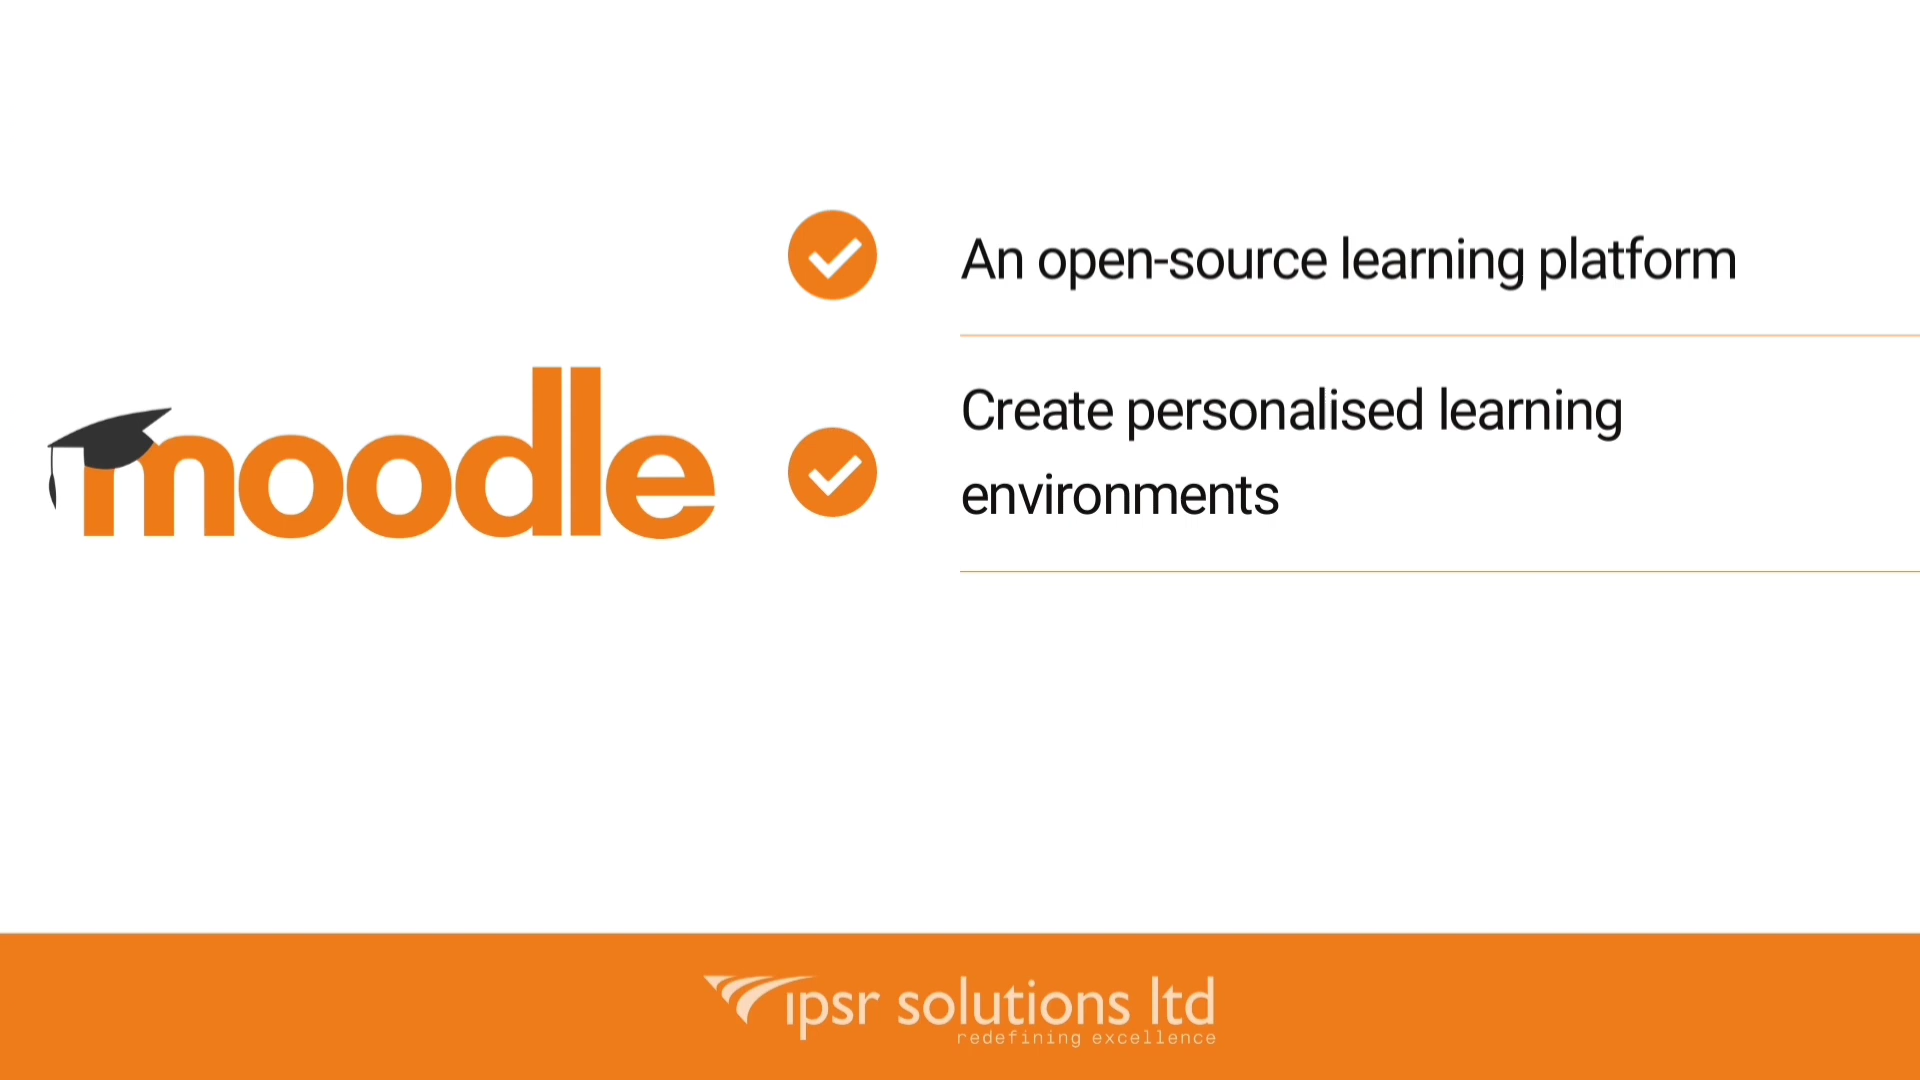 moodle
An open-source learning platform
Create personalised learning
environments
ipsr solutions ltd
redefining excellence